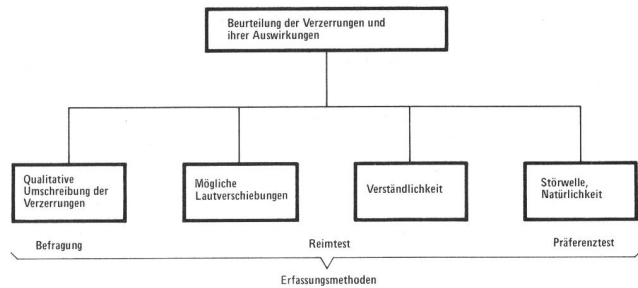 Beurteilung der Verzerrungen und
ihrer Auswirkungen
Qualitative
Umschreibung der
Verzerrungen
Mögliche
Lautverschiebungen
Verständlichkeit
Störwelle,
Natürlichkeit
Befragung
Reimtest
Präferenztest
Erfassungsmethoden